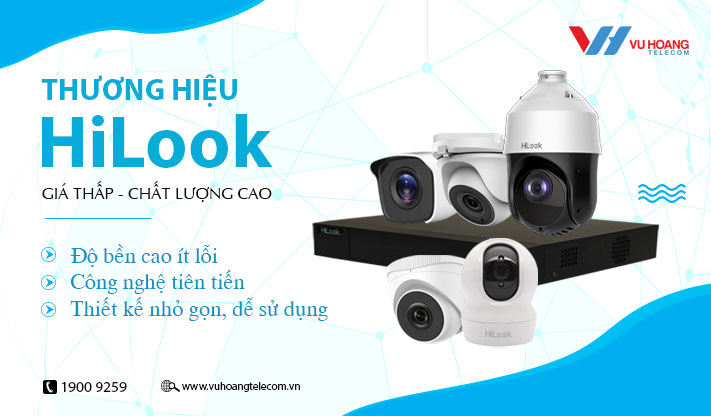 VU HOANG
TELECOM
THƯƠNG HIỆU
HiLook
GIÁ THẤP - CHẤT LƯỢNG CAO
Độ bền cao ít lỗi
Công nghệ tiên tiến
Thiết kế nhỏ gọn, dễ sử dụng
HiLook
HiLook
HiLook
1900 9259
www.vuhoangtelecom.vn